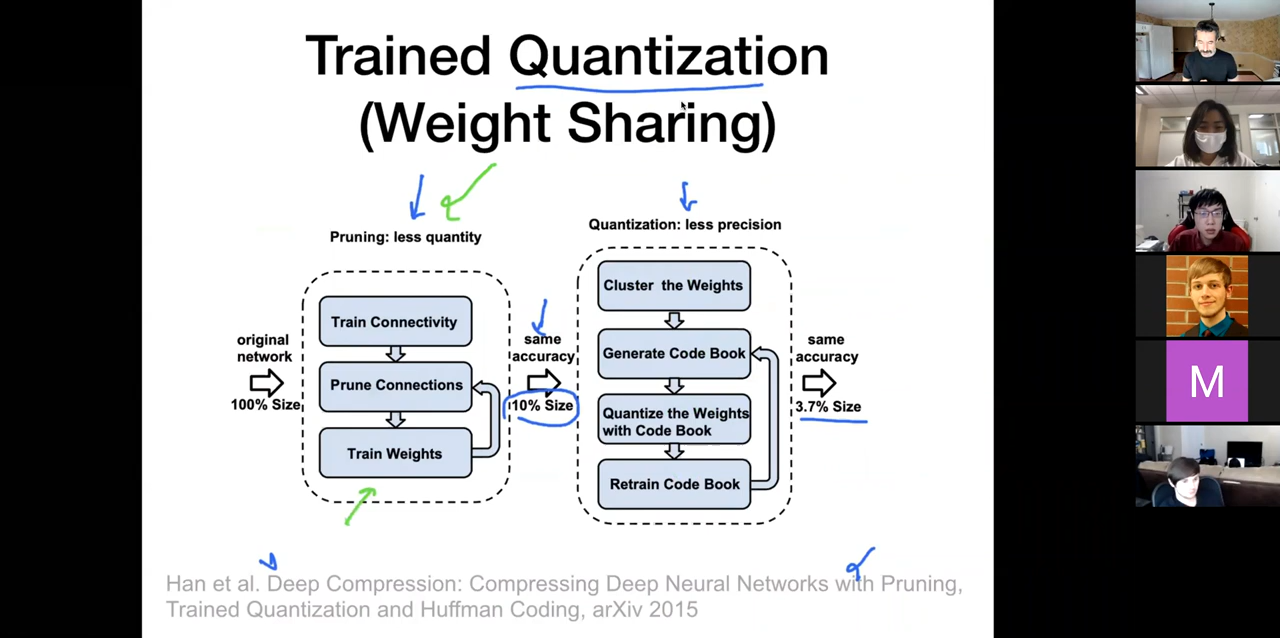 Trained Quantization
(Weight Sharing)
Pruning: less quantity
Quantization: less precision
original
network
100% Size
Train Connectivity
Prune Connections
Train Weights
same
accuracy
10% Size
Cluster the Weights
Generate Code Book
Quantize the Weights
with Code Book
Retrain Code Book
same
accuracy
3.7% Size
Han et al. Deep Compression: Compressing Deep Neural Networks with Pruning,
Trained Quantization and Huffman Coding, arXiv 2015
M